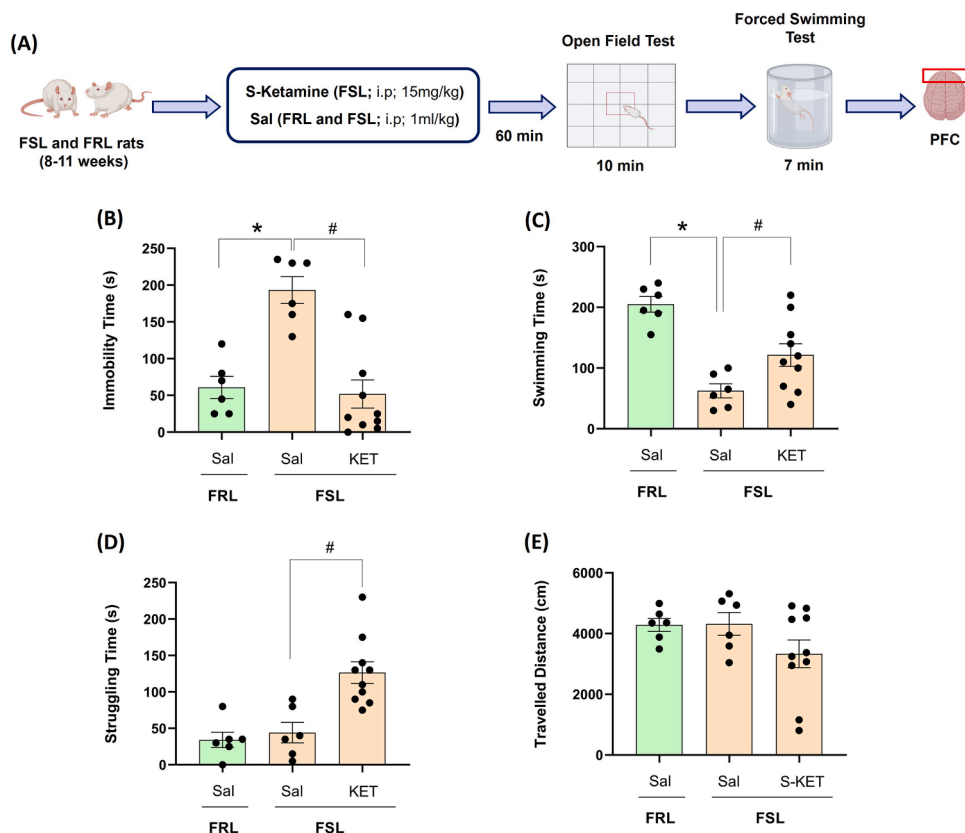 (A)
FSL and FRL rats
(8-11 weeks)
S-Ketamine (FSL; i.p; 15mg/kg)
Sal (FRL and FSL; i.p; 1ml/kg)
60 min
Open Field Test
10 min
Forced Swimming
Test
7 min
PFC
(B)
Immobility Time (s)
250
200
150
100
50
0
*
#
Sal
Sal
KET
FRL
FSL
(C)
Swimming Time (s)
300
200
100
0
*
#
Sal
Sal
KET
FRL
FSL
(D)
Struggling Time (s)
250
200
150
100
50
0
#
Sal
Sal
KET
FRL
FSL
(E)
Travelled Distance (cm)
6000
4000
2000
0
Sal
Sal
S-KET
FRL
FSL